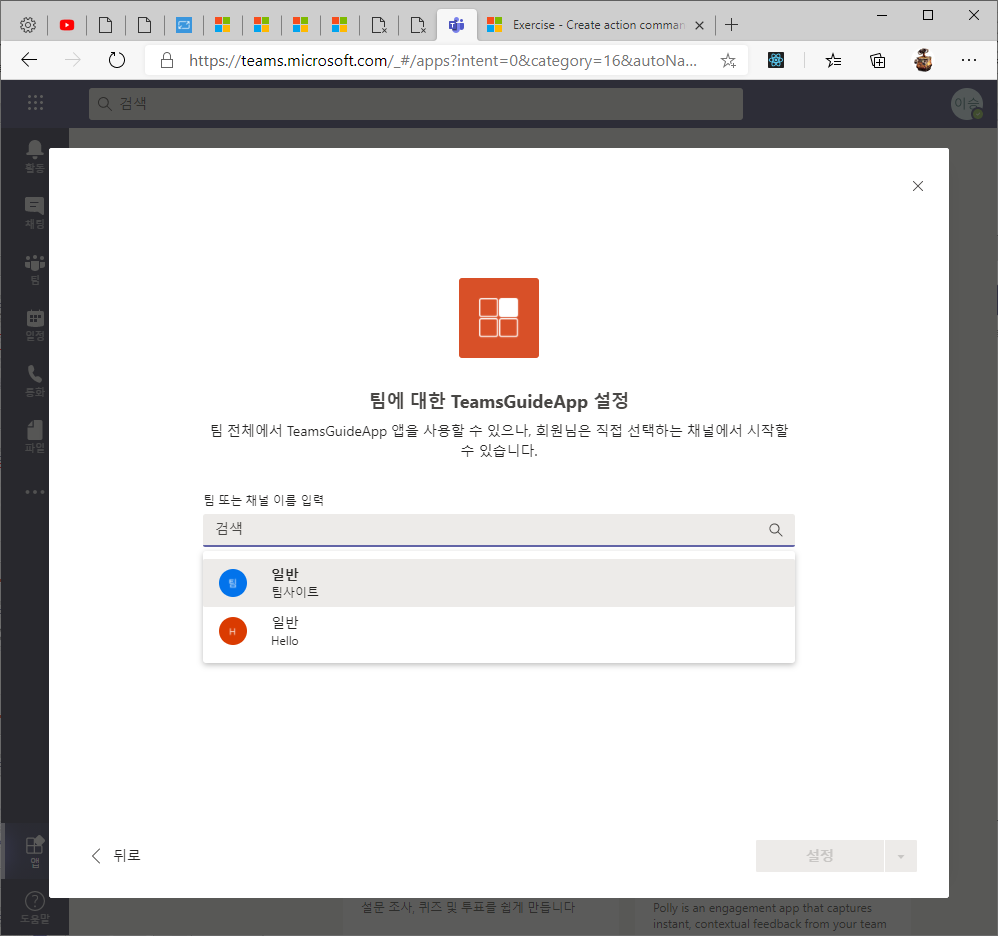 Exercise - Create action comman
https://teams.microsoft.com/_#/apps?intent=0&category=16&autoNa...
검색
이승
활동
채팅
팀
일정
통화
파일
팀에 대한 TeamsGuideApp 설정
팀 전체에서 TeamsGuideApp 앱을 사용할 수 있으나, 회원님은 직접 선택하는 채널에서 시작할
수 있습니다.
팀 또는 채널 이름 입력
검색
팀
일반
팀사이트
H
일반
Hello
뒤로
설정
앱
도움말
설문 조사, 퀴즈 및 투표를 쉽게 만듭니다
Polly is an engagement app that captures
instant, contextual feedback from your team